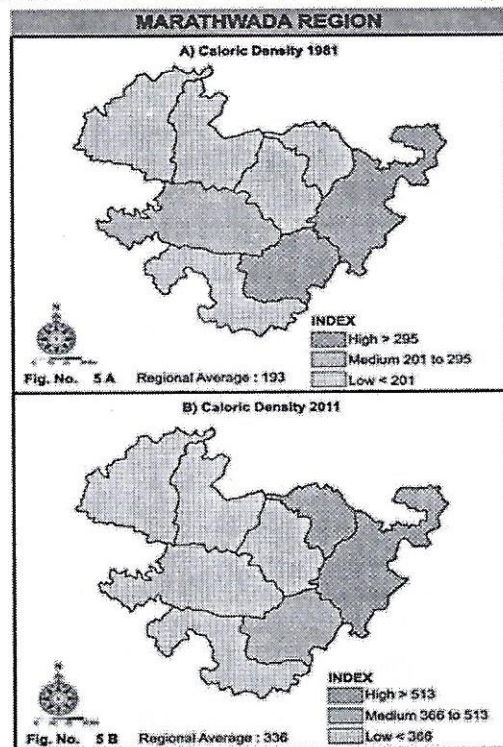 MARATHWADA REGION
A) Caloric Density 1981
N
INDEX
High > 295
Medium 201 to 295
Low < 201
Fig. No. 5 A Regional Average : 193
B) Caloric Density 2011
N
INDEX
High > 513
Medium 366 to 513
Low < 366
Fig. No. 5 B Regional Average : 336